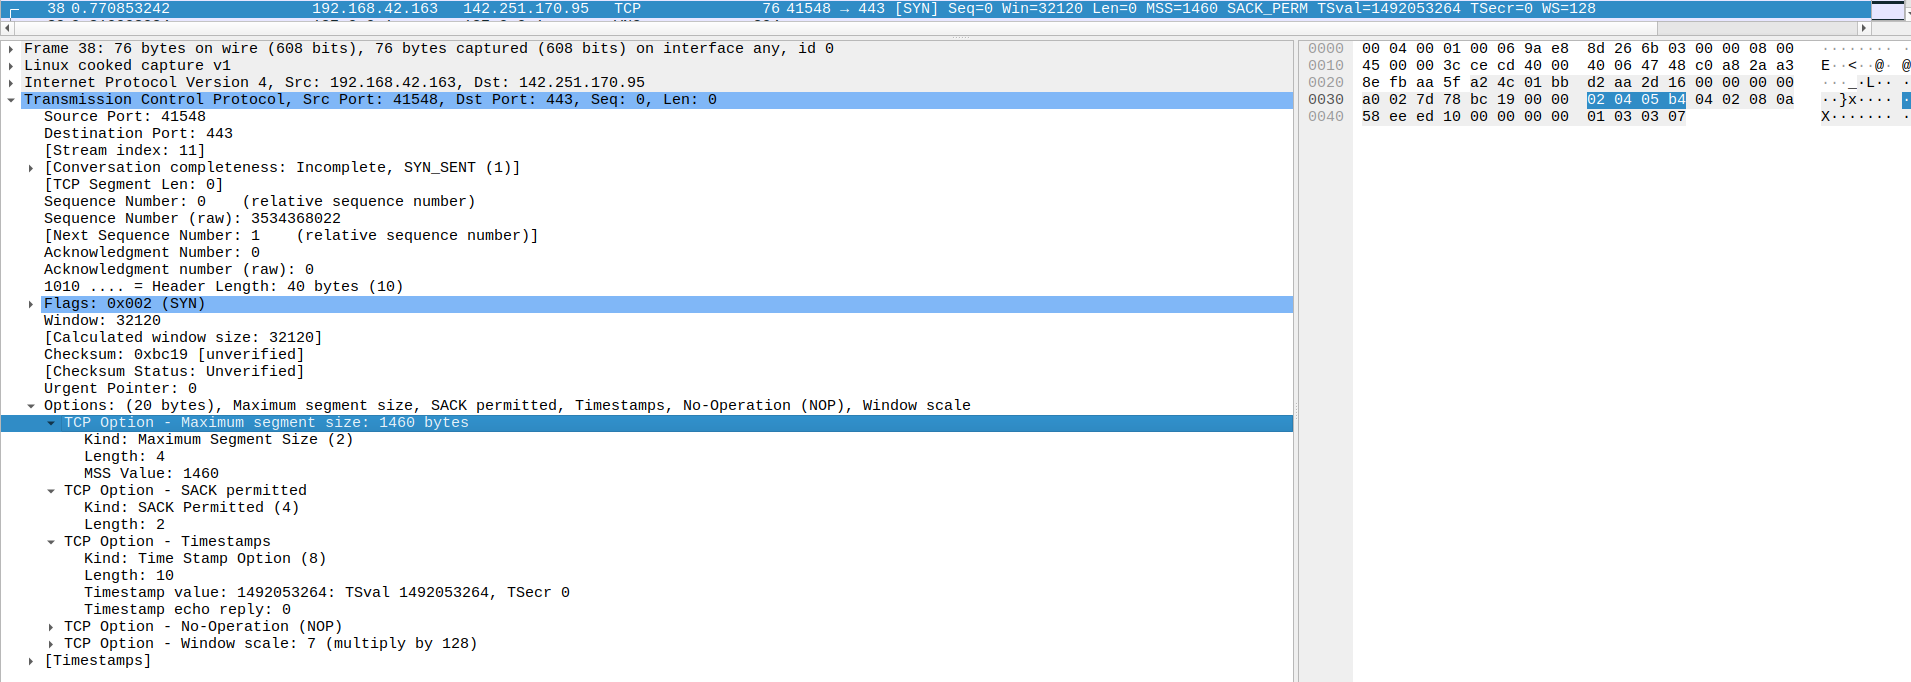 38 0.770853242 192.168.42.163 142.251.170.95 TCP 76 41548 → 443 [SYN] Seq=0 Win=32120 Len=0 MSS=1460 SACK_PERM TSval=1492053264 TSecr=0 WS=128
Frame 38: 76 bytes on wire (608 bits), 76 bytes captured (608 bits) on interface any, id 0
Linux cooked capture v1
Internet Protocol Version 4, Src: 192.168.42.163, Dst: 142.251.170.95
Transmission Control Protocol, Src Port: 41548, Dst Port: 443, Seq: 0, Len: 0
Source Port: 41548
Destination Port: 443
[Stream index: 11]
[Conversation completeness: Incomplete, SYN_SENT (1)]
[TCP Segment Len: 0]
Sequence Number: 0 (relative sequence number)
Sequence Number (raw): 3534368022
[Next Sequence Number: 1 (relative sequence number)]
Acknowledgment Number: 0
Acknowledgment number (raw): 0
1010 .... = Header Length: 40 bytes (10)
Flags: 0x002 (SYN)
Window: 32120
[Calculated window size: 32120]
Checksum: 0xbc19 [unverified]
[Checksum Status: Unverified]
Urgent Pointer: 0
Options: (20 bytes), Maximum segment size, SACK permitted, Timestamps, No-Operation (NOP), Window scale
TCP Option - Maximum segment size: 1460 bytes
Kind: Maximum Segment Size (2)
Length: 4
MSS Value: 1460
TCP Option - SACK permitted
Kind: SACK Permitted (4)
Length: 2
TCP Option - Timestamps
Kind: Time Stamp Option (8)
Length: 10
Timestamp value: 1492053264: TSval 1492053264, TSecr 0
Timestamp echo reply: 0
TCP Option - No-Operation (NOP)
TCP Option - Window scale: 7 (multiply by 128)
[Timestamps]
0000 00 04 00 01 00 06 9a e8 8d 26 6b 03 00 00 08 00 ········ ·
0010 45 00 00 3c ce cd 40 00 40 06 47 48 c0 a8 2a a3 E··<··@· @
0020 8e fb aa 5f a2 4c 01 bb d2 aa 2d 16 00 00 00 00 ···_·L·· ·
0030 a0 02 7d 78 bc 19 00 00 02 04 05 b4 04 02 08 0a ··}x···· ·
0040 58 ee ed 10 00 00 00 00 01 03 03 07 X······· ·